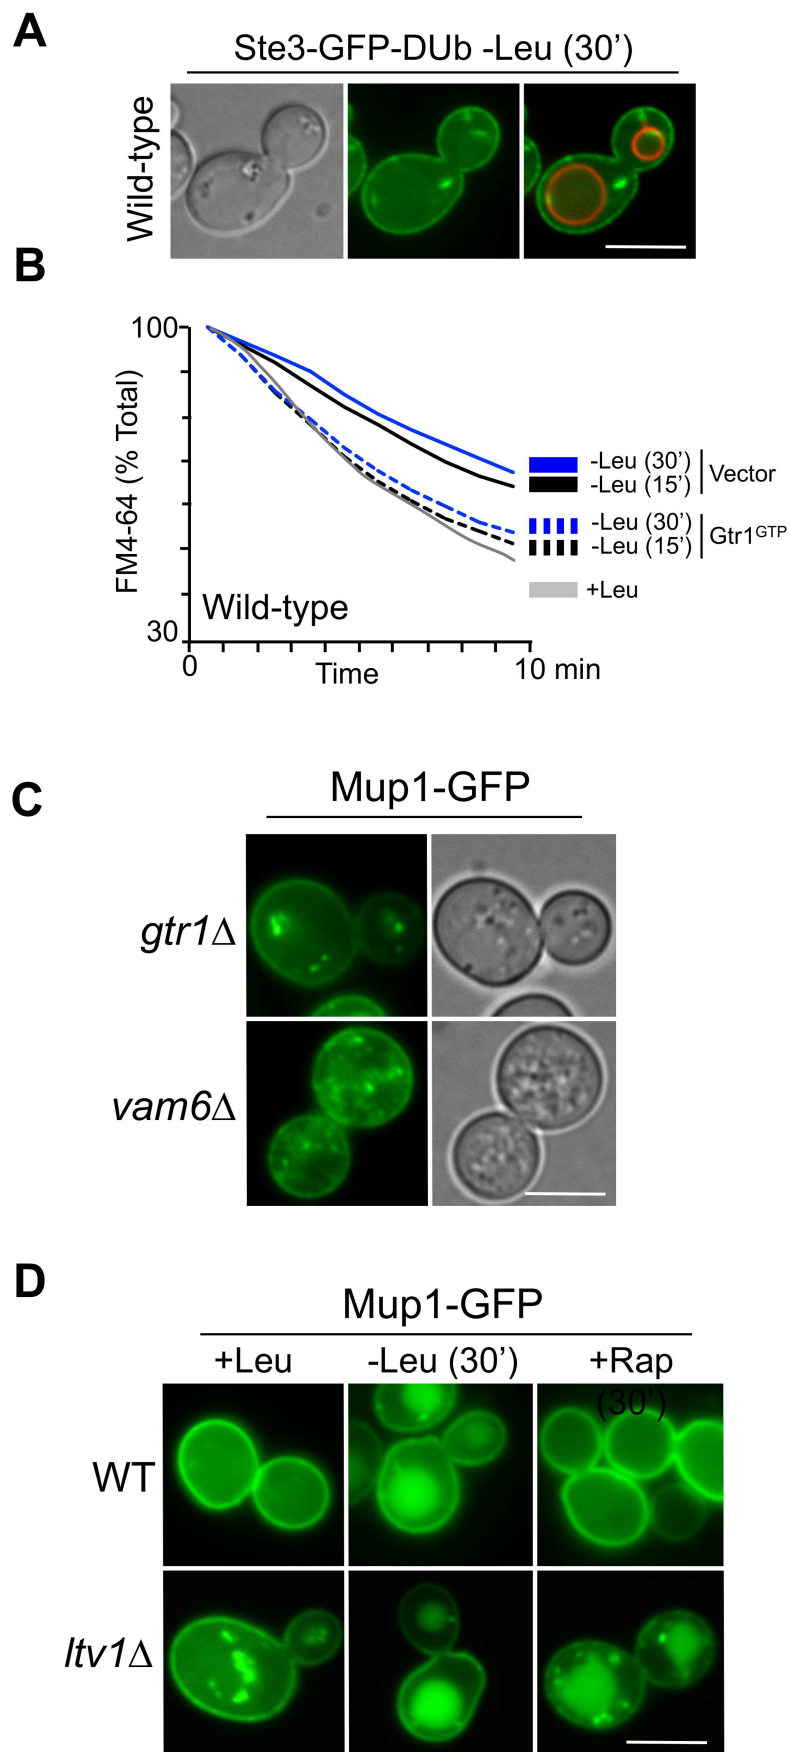 A
Ste3-GFP-DUb -Leu (30’)
Wild-type
B
100
FM4-64 (% Total)
30
Wild-type
0
Time
10 min
-Leu (30’)
-Leu (15’)
Vector
-Leu (30’)
-Leu (15’)
Gtr1GTP
+Leu
C
Mup1-GFP
gtr1Δ
vam6Δ
D
Mup1-GFP
+Leu
-Leu (30’)
+Rap
(30’)
WT
ltv1Δ